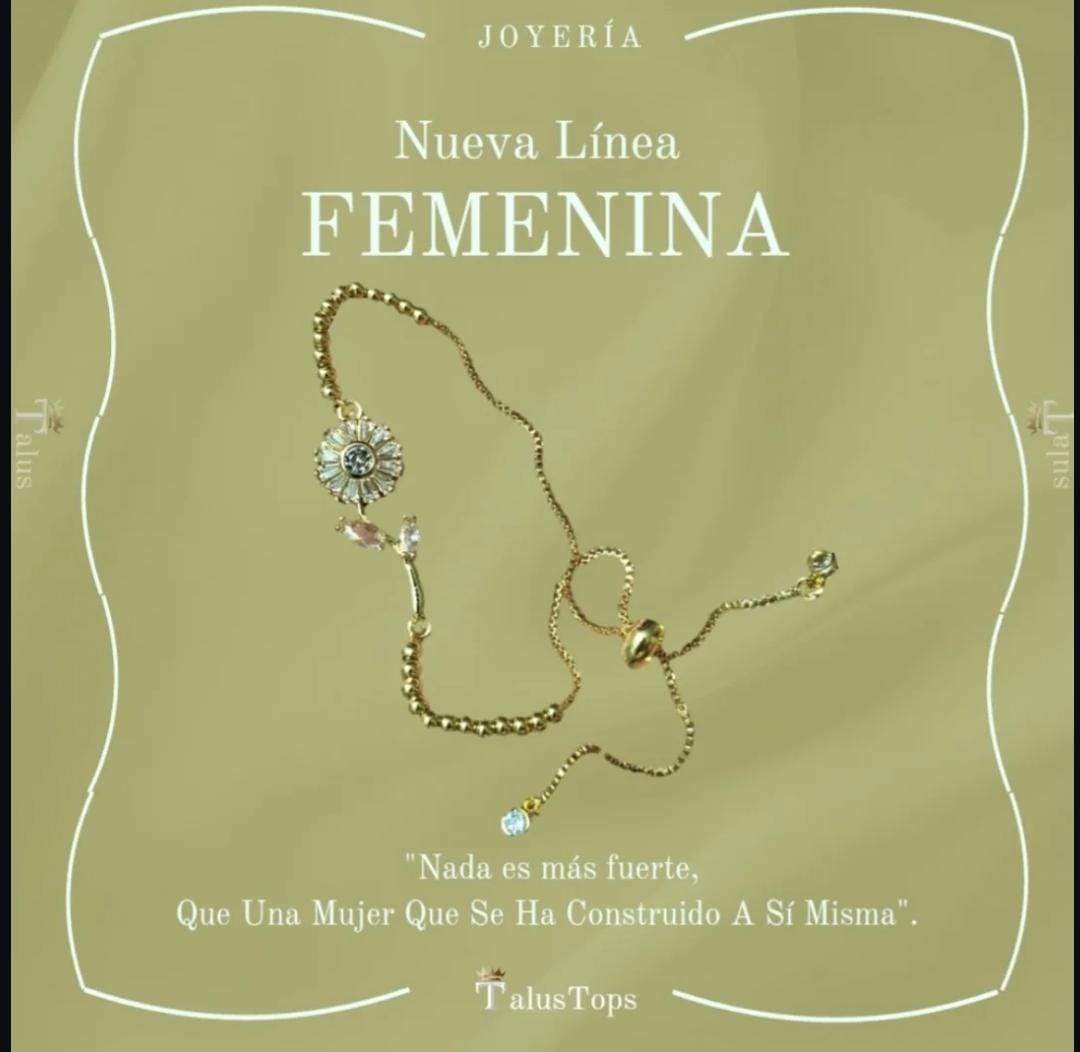 JOYERÍA
Nueva Línea
FEMENINA
Talus
Talus
"Nada es más fuerte,
Que Una Mujer Que Se Ha Construido A Sí Misma".
TalusTops